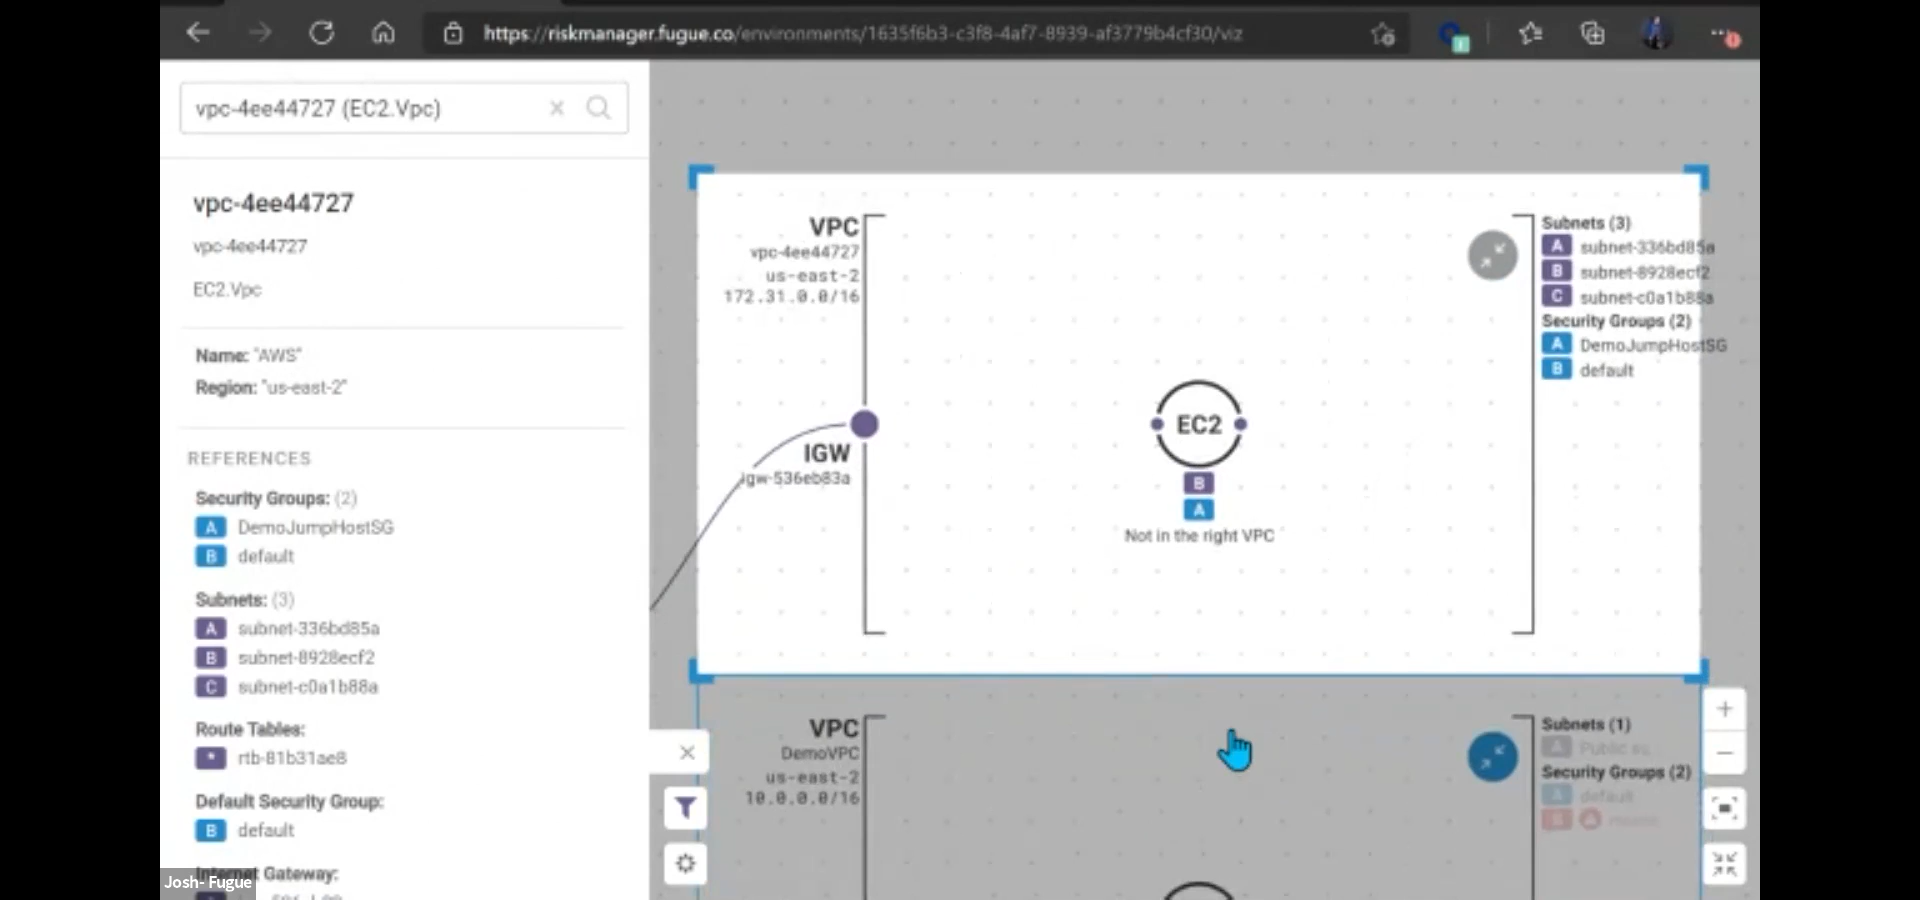 https://riskmanager.fugue.co/environments/1635f6b3-c3f8-4af7-8939-af3779b4cf30/viz
vpc-4ee44727 (EC2.Vpc)
vpc-4ee44727
vpc-4ee44727
EC2.Vpc
Name: "AWS"
Region: "us-east-2"
REFERENCES
Security Groups: (2)
A DemoJumpHostSG
B default
Subnets: (3)
A subnet-336bd85a
B subnet-8928ecf2
C subnet-c0a1b88a
Route Tables:
* rtb-81b31ae8
Default Security Group:
B default
Internet Gateway:
Josh- Fugue
VPC
vpc-4ee44727
us-east-2
172.31.0.0/16
IGW
igw-536eb83a
EC2
B
A
Not in the right VPC
Subnets (3)
A subnet-336bd85a
B subnet-8928ecf2
C subnet-c0a1b88a
Security Groups (2)
A DemoJumpHostSG
B default
VPC
DemoVPC
us-east-2
10.0.0.0/16
Subnets (1)
A Public su
Security Groups (2)
A default
B